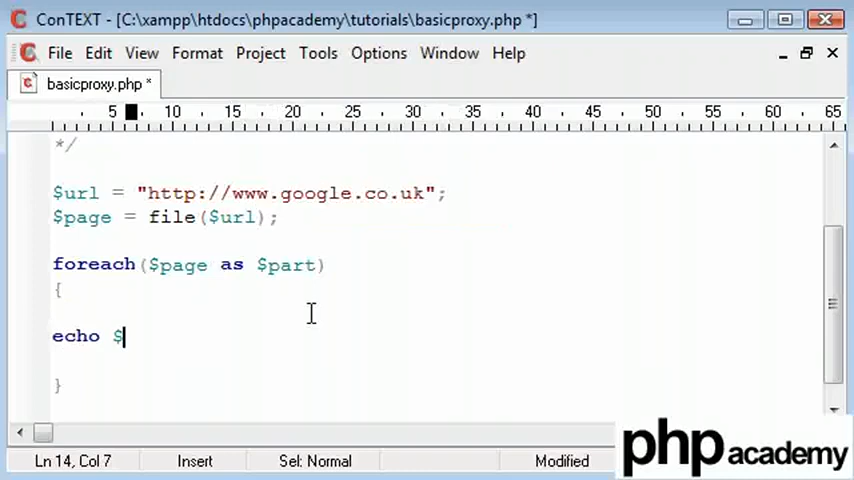 ConTEXT - [C:\xampp\htdocs\phpacademy\tutorials\basicproxy.php *]
File Edit View Format Project Tools Options Window Help
basicproxy.php *
5 10 15 20 25 30 35 40 45 50 55 60 65
*/
$url = "http://www.google.co.uk";
$page = file($url);
foreach($page as $part)
{
echo $
}
Ln 14, Col 7 Insert Sel: Normal Modified
php academy